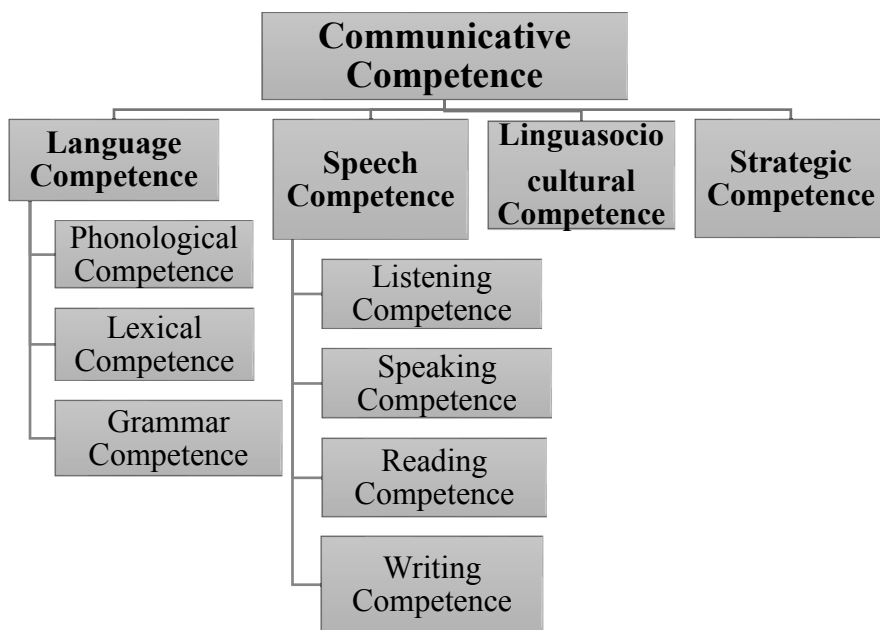 Communicative
Competence
Language
Competence
Speech
Competence
Linguasocio
cultural
Competence
Strategic
Competence
Phonological
Competence
Lexical
Competence
Grammar
Competence
Listening
Competence
Speaking
Competence
Reading
Competence
Writing
Competence